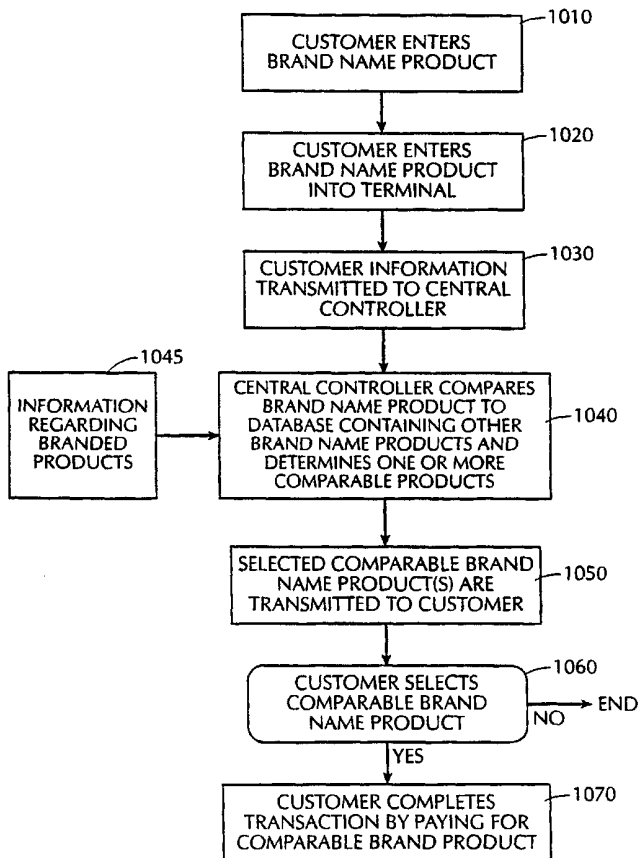 1010
CUSTOMER ENTERS
BRAND NAME PRODUCT
1020
CUSTOMER ENTERS
BRAND NAME PRODUCT
INTO TERMINAL
1030
CUSTOMER INFORMATION
TRANSMITTED TO CENTRAL
CONTROLLER
1045
INFORMATION
REGARDING
BRANDED
PRODUCTS
1040
CENTRAL CONTROLLER COMPARES
BRAND NAME PRODUCT TO
DATABASE CONTAINING OTHER
BRAND NAME PRODUCTS AND
DETERMINES ONE OR MORE
COMPARABLE PRODUCTS
1050
SELECTED COMPARABLE BRAND
NAME PRODUCT(S) ARE
TRANSMITTED TO CUSTOMER
1060
CUSTOMER SELECTS
COMPARABLE BRAND
NAME PRODUCT
NO
END
YES
1070
CUSTOMER COMPLETES
TRANSACTION BY PAYING FOR
COMPARABLE BRAND PRODUCT